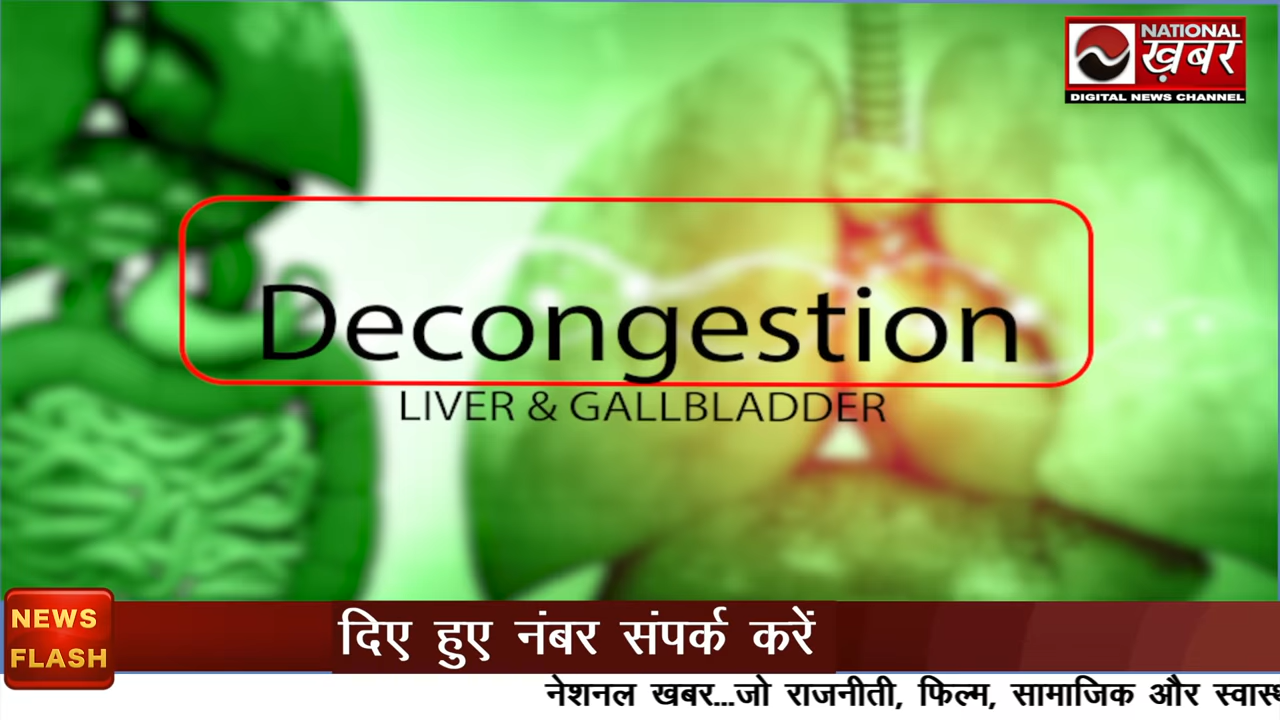 NATIONAL
ख़बर
DIGITAL NEWS CHANNEL
Decongestion
LIVER & GALLBLADDER
NEWS
FLASH
दिए हुए नंबर संपर्क करें
नेशनल खबर...जो राजनीती, फिल्म, सामाजिक और